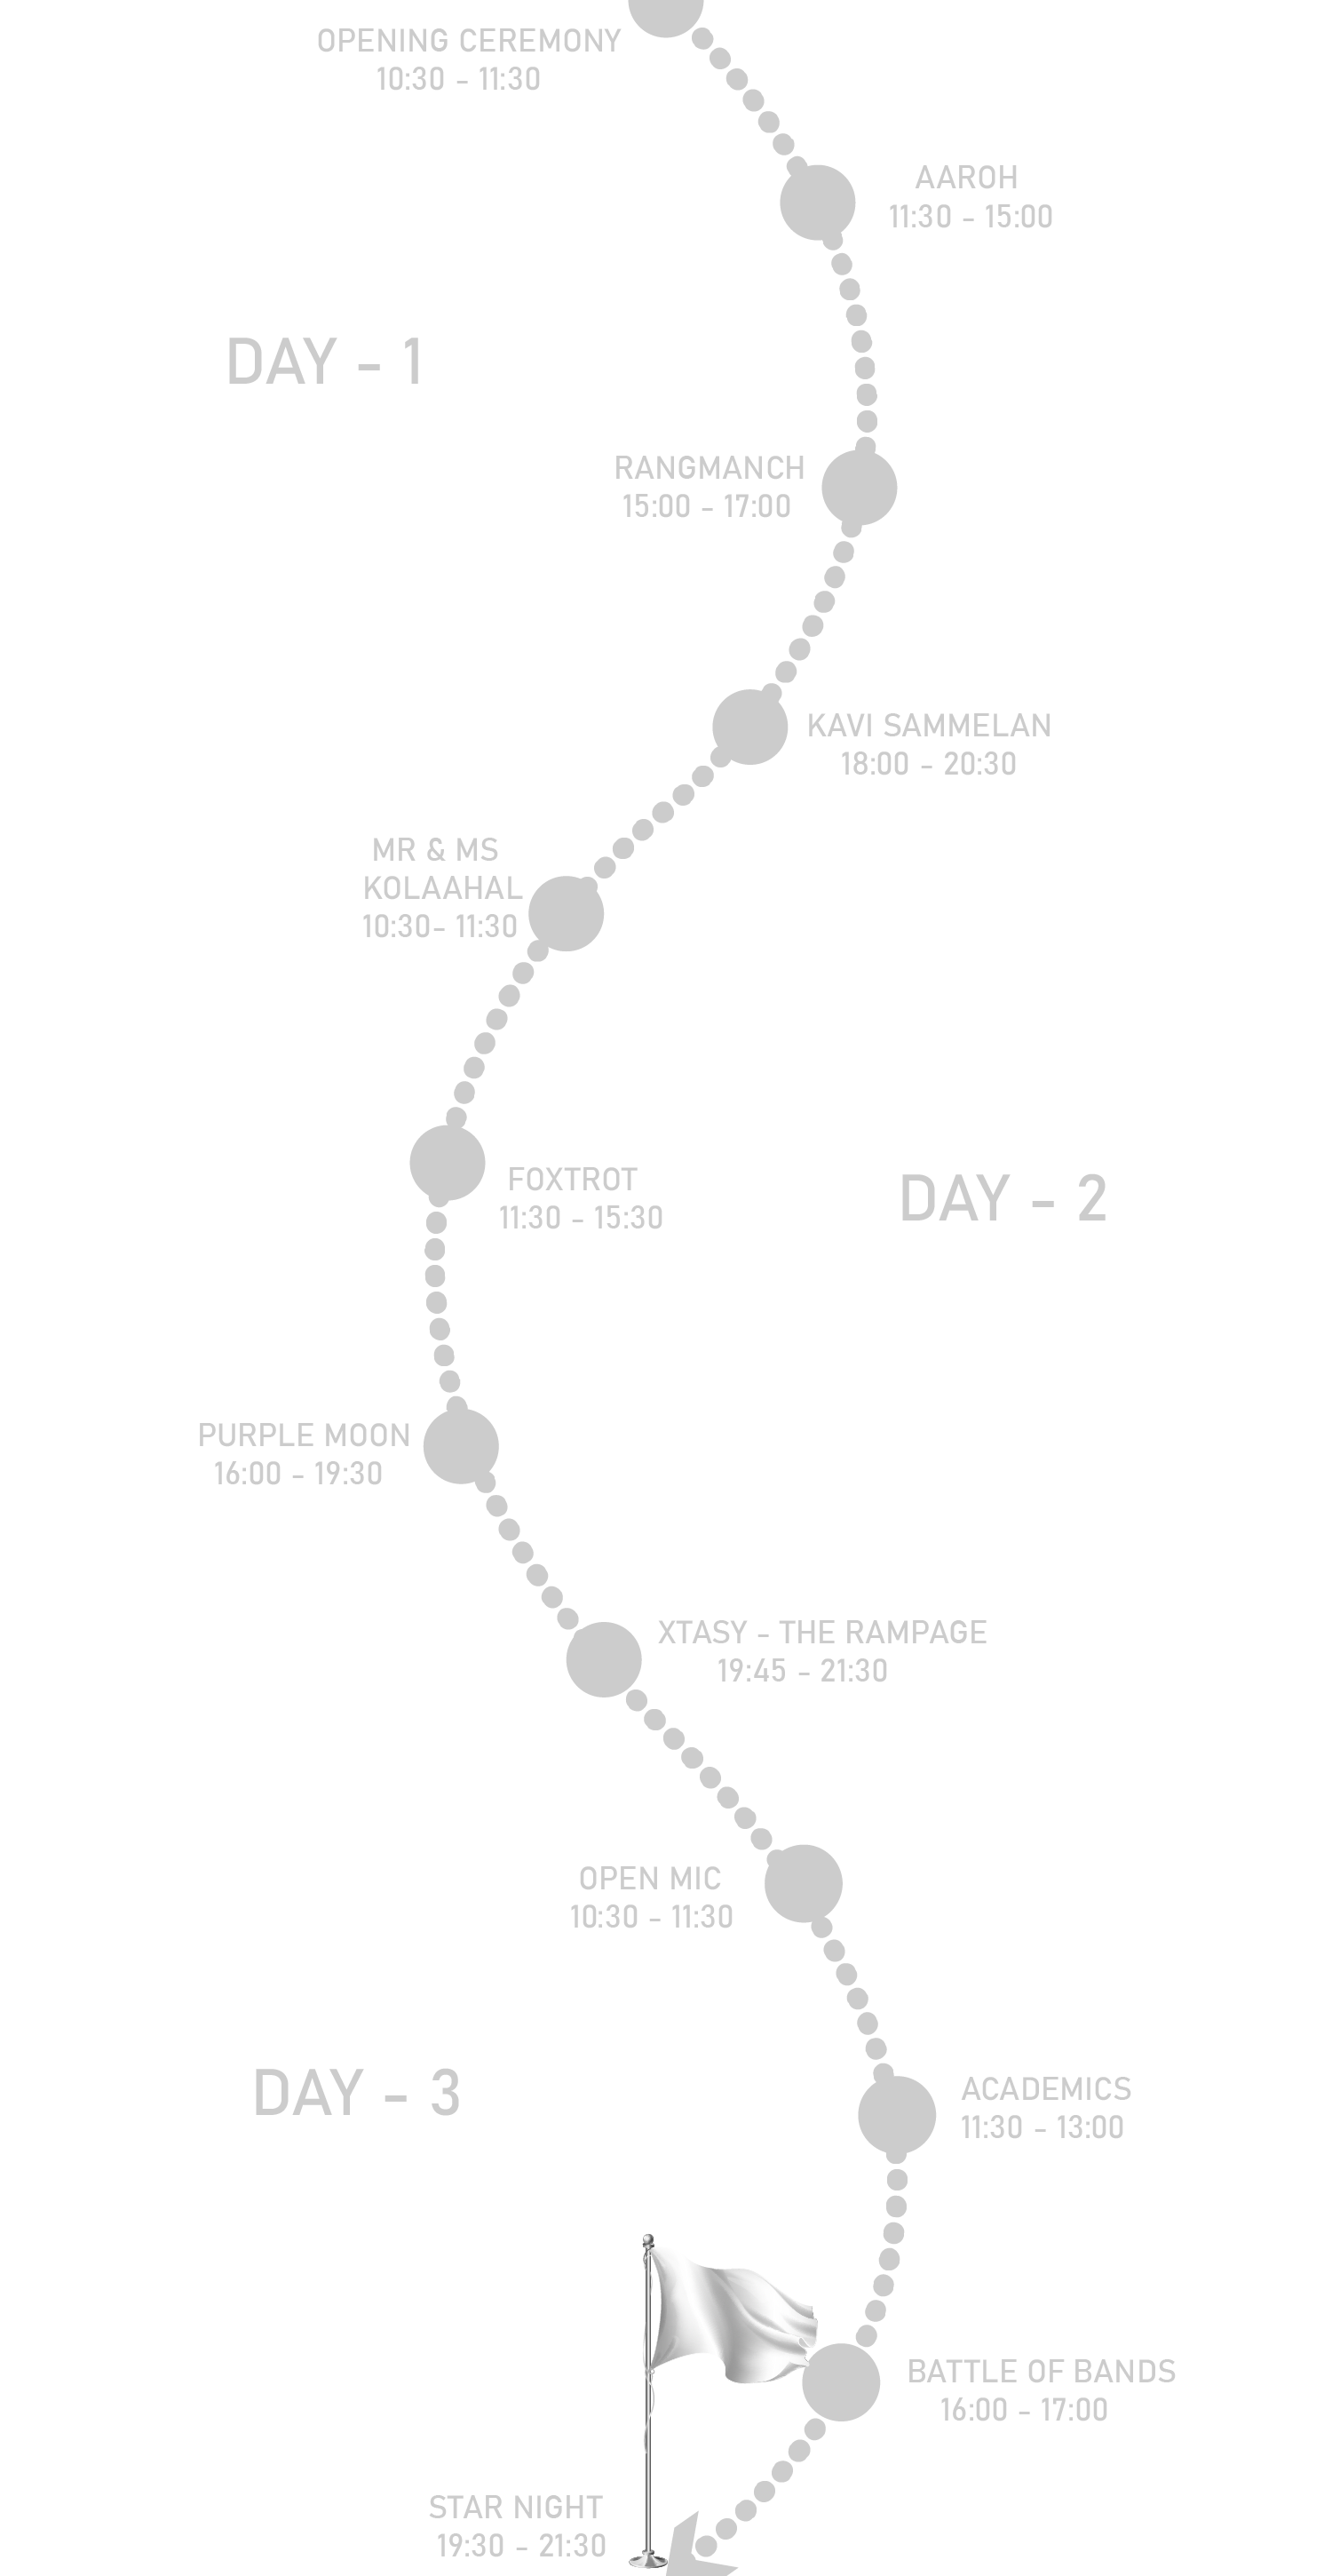 OPENING CEREMONY
10:30 - 11:30
AAROH
11:30 - 15:00
DAY - 1
RANGMANCH
15:00 - 17:00
KAVI SAMMELAN
18:00 - 20:30
MR & MS
KOLAAHAL
10:30- 11:30
FOXTROT
11:30 - 15:30
DAY - 2
PURPLE MOON
16:00 - 19:30
XTASY - THE RAMPAGE
19:45 - 21:30
OPEN MIC
10:30 - 11:30
DAY - 3
ACADEMICS
11:30 - 13:00
BATTLE OF BANDS
16:00 - 17:00
STAR NIGHT
19:30 - 21:30